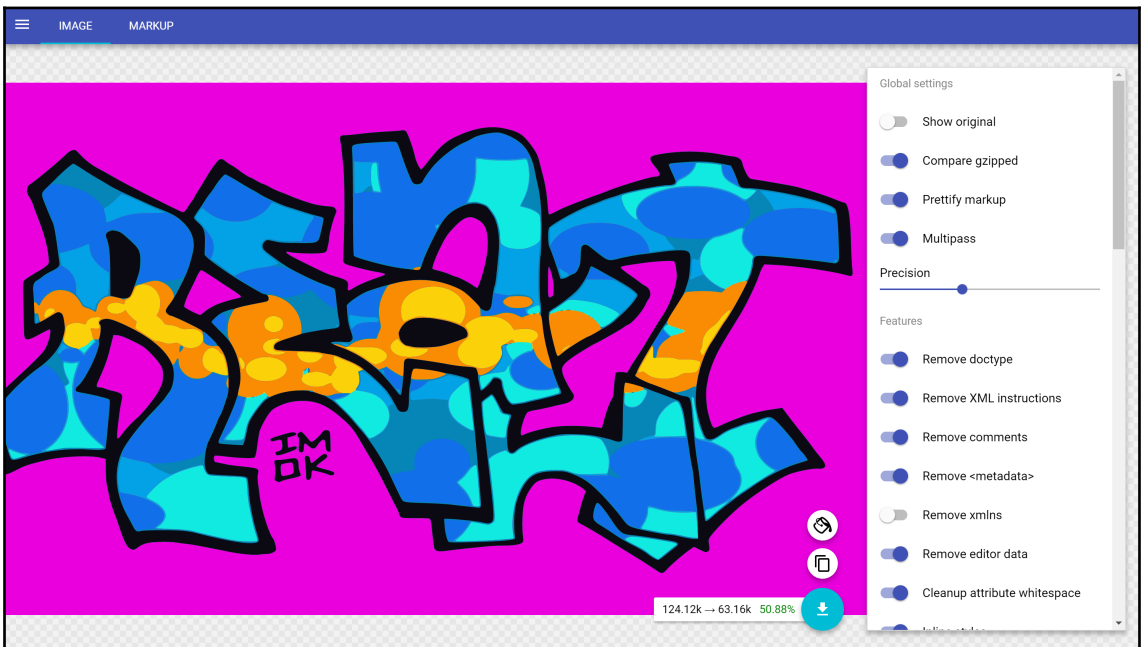 IMAGE MARKUP
Global settings
Show original
Compare gzipped
Prettify markup
Multipass
Precision
Features
Remove doctype
Remove XML instructions
Remove comments
Remove <metadata>
Remove xmlns
Remove editor data
Cleanup attribute whitespace
IM
OK
124.12k → 63.16k 50.88%